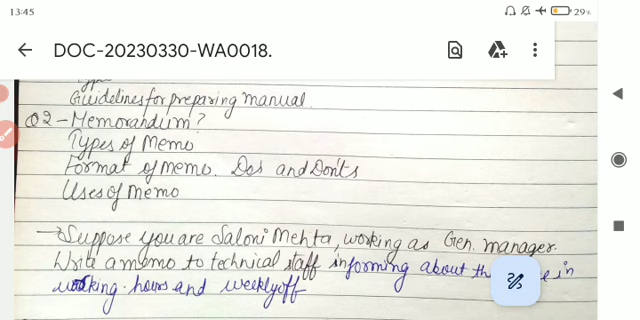 13:45
29%
DOC-20230330-WA0018.
Guidelines for preparing manual.
Q2 - Memorandum?
Types of Memo
Format of Memo. Dos and Don'ts
Uses of Memo
→ Suppose you are Saloni Mehta, working as Gen. manager.
Write a memo to technical staff informing about in
working hours and weekly off